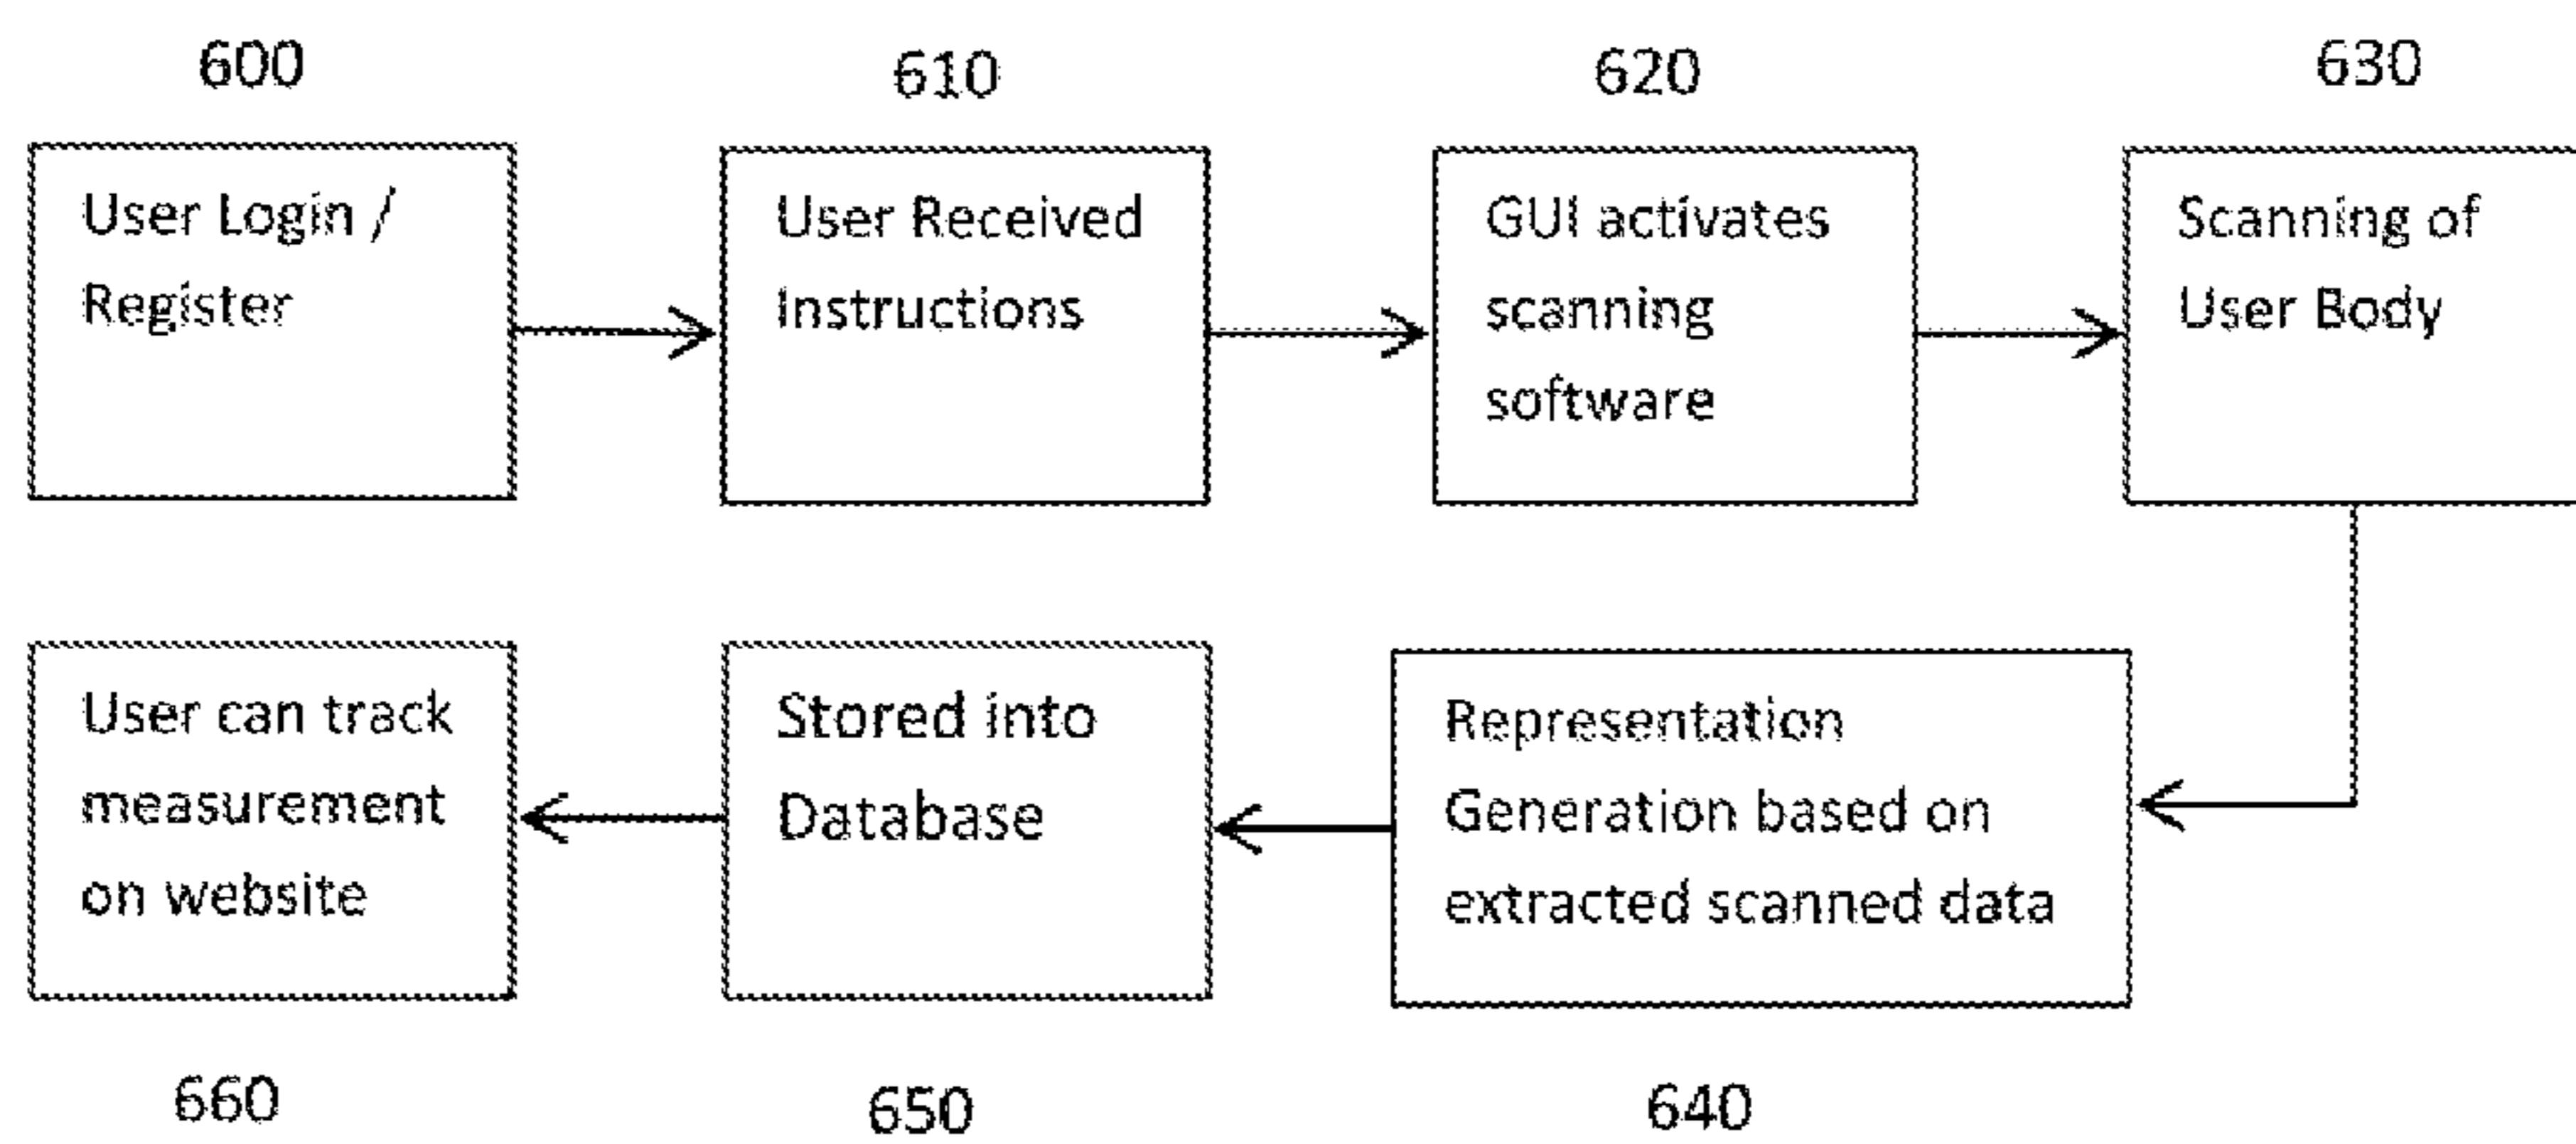 600
610
620
630
User Login /
Register
User Received
Instructions
GUI activates
scanning
software
Scanning of
User Body
User can track
measurement
on website
Stored into
Database
Representation
Generation based on
extracted scanned data
660
650
640